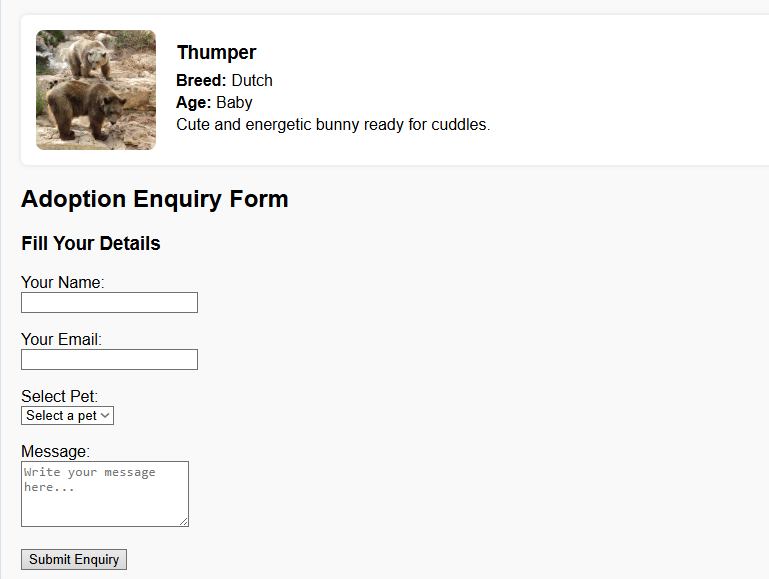 Thumper
Breed: Dutch
Age: Baby
Cute and energetic bunny ready for cuddles.
Adoption Enquiry Form
Fill Your Details
Your Name:
Your Email:
Select Pet:
Select a pet
Message:
Write your message
here...
Submit Enquiry